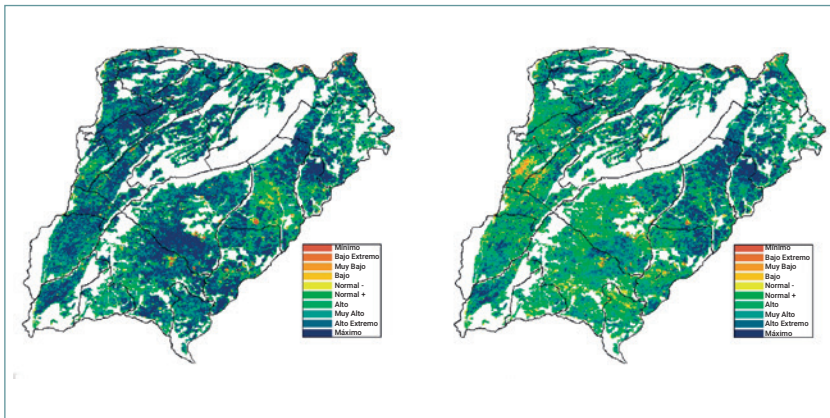 Mínimo
Bajo Extremo
Muy Bajo
Bajo
Normal -
Normal +
Alto
Muy Alto
Alto Extremo
Máximo
Mínimo
Bajo Extremo
Muy Bajo
Bajo
Normal -
Normal +
Alto
Muy Alto
Alto Extremo
Máximo